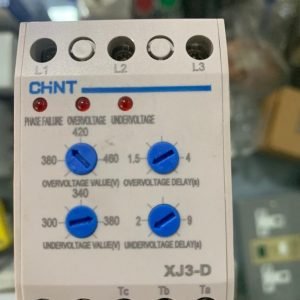 L1 L2 L3
CHNT
PHASE FAILURE OVERVOLTAGE UNDERVOLTAGE
420
380 460 1.5 4
OVERVOLTAGE VALUE(V) OVERVOLTAGE DELAY(s)
340
300 380 2 9
UNDERVOLTAGE VALUE(V) UNDERVOLTAGE DELAY(s)
XJ3-D
Tc Tb Ta